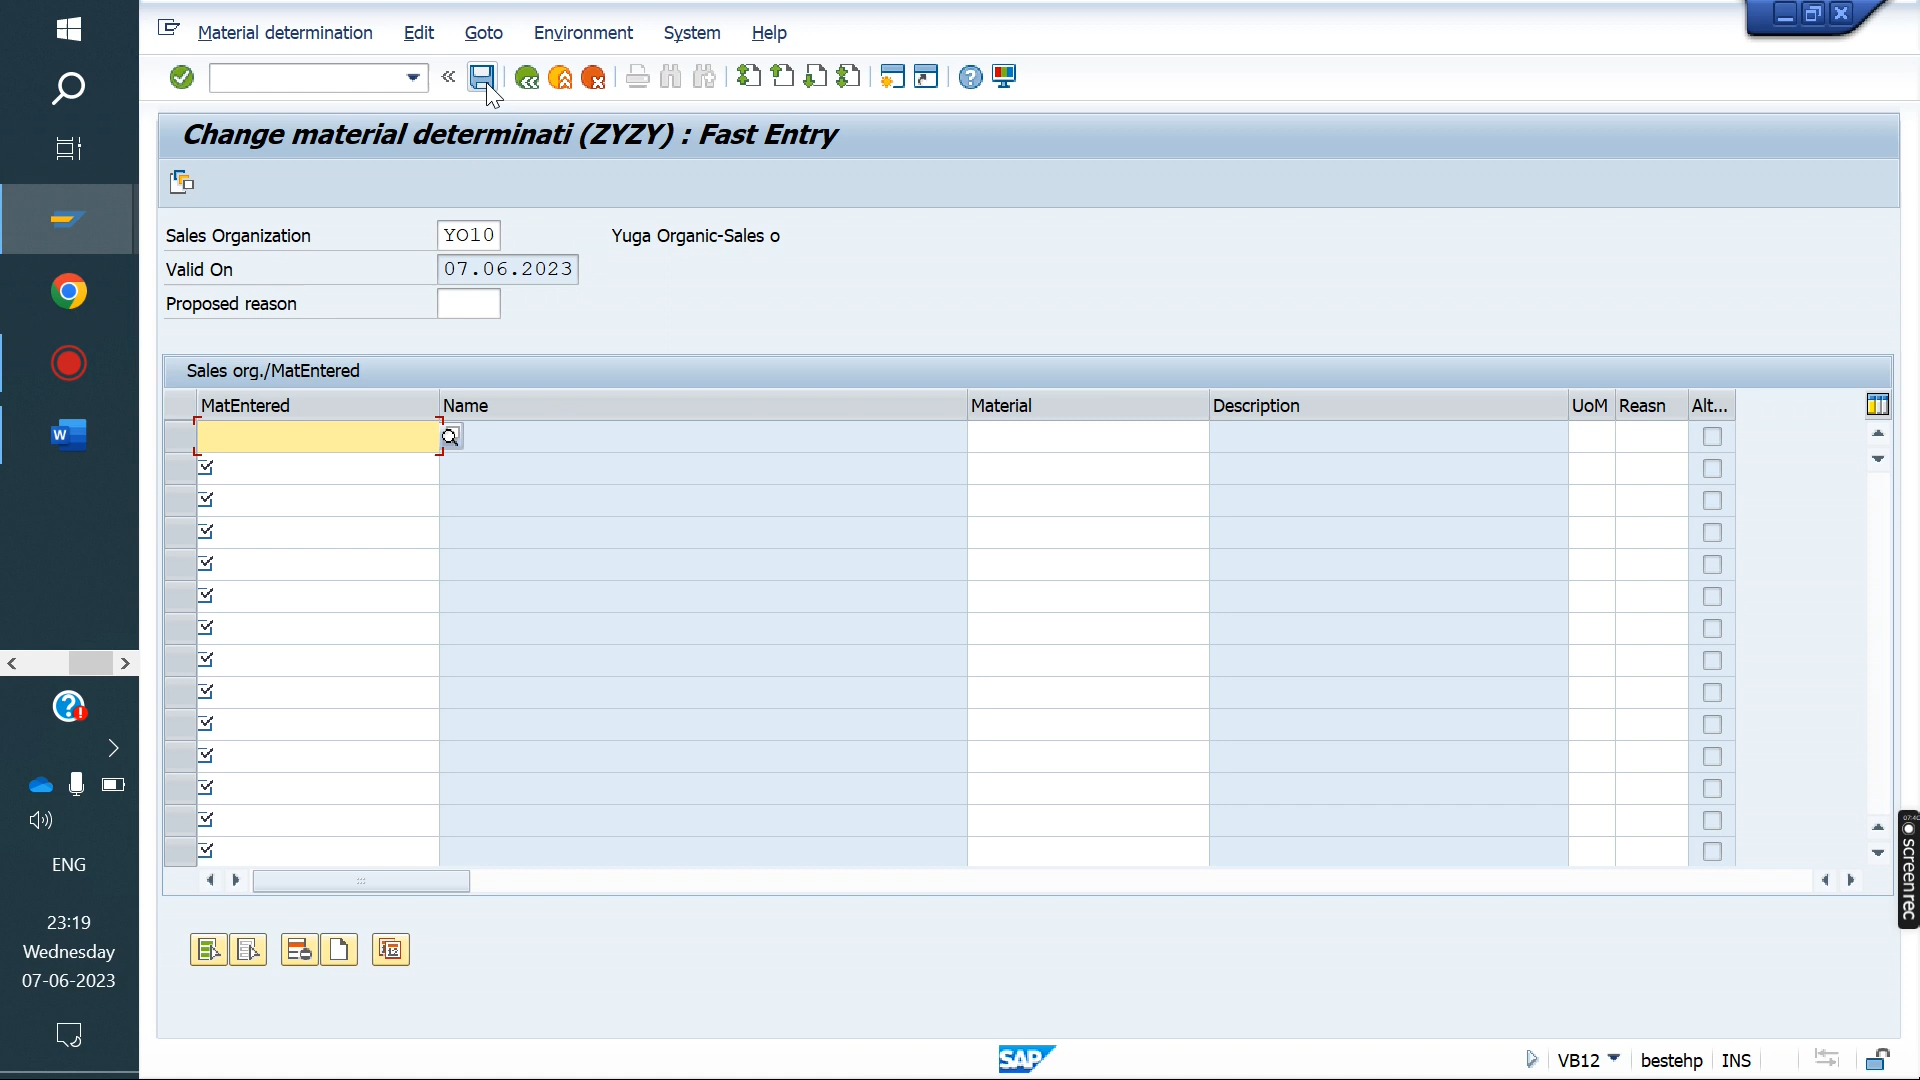 Material determination Edit Goto Environment System Help
Change material determinati (ZYZY) : Fast Entry
Sales Organization YO10 Yuga Organic-Sales o
Valid On 07.06.2023
Proposed reason
Sales org./MatEntered
MatEntered Name Material Description UoM Reasn Alt...
W
ENG
23:19
Wednesday
07-06-2023
SAP
VB12 bestehp INS
screenrec